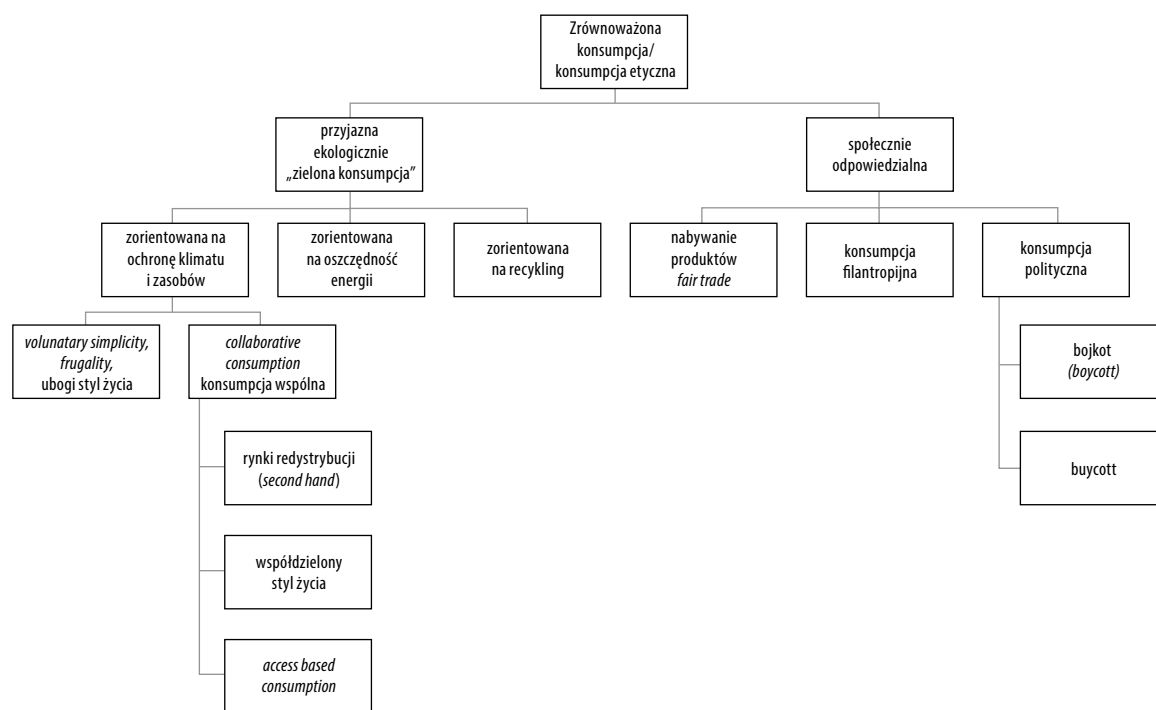 Zrównoważona
konsumpcja/
konsumpcja etyczna
przyjazna
ekologicznie
„zielona konsumpcja”
społecznie
odpowiedzialna
zorientowana na
ochronę klimatu
i zasobów
zorientowana
na oszczędność
energii
zorientowana
na recykling
nabywanie
produktów
fair trade
konsumpcja
filantropijna
konsumpcja
polityczna
volunatary simplicity,
frugality,
ubogi styl życia
collaborative
consumption
konsumpcja wspólna
bojkot
(boycott)
rynki redystrybucji
(second hand)
buycott
współdzielony
styl życia
access based
consumption